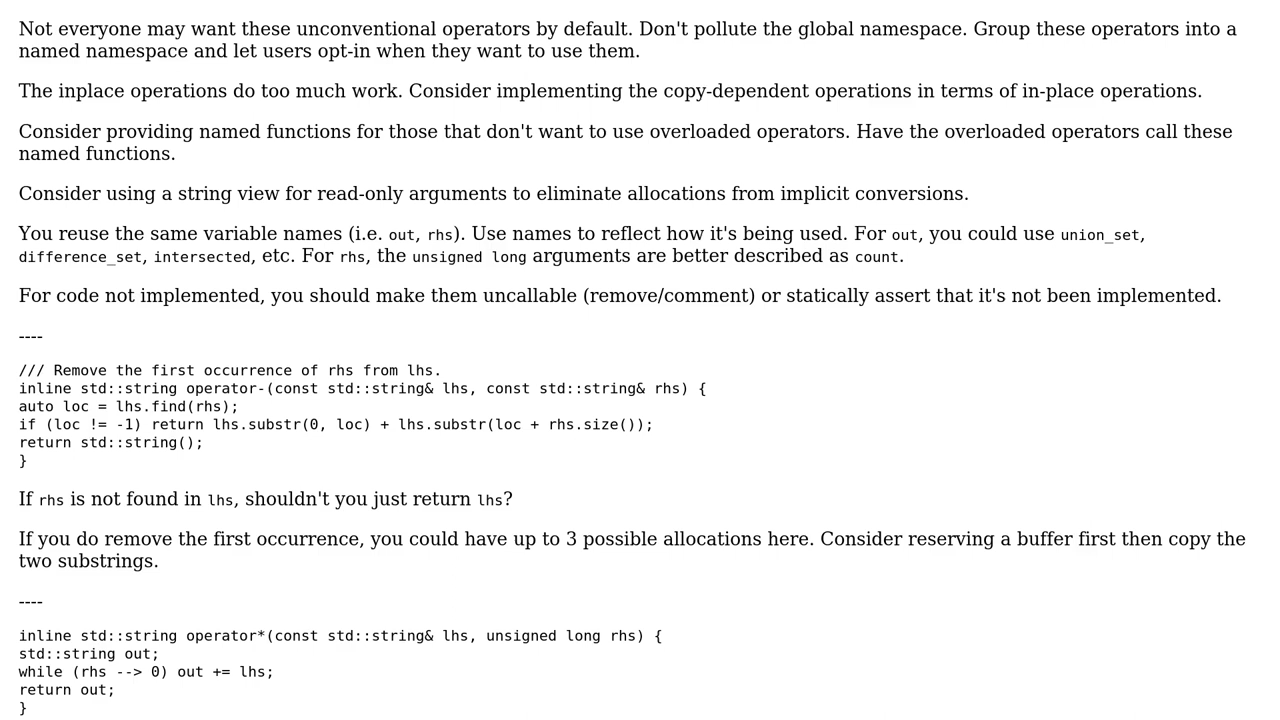 Not everyone may want these unconventional operators by default. Don't pollute the global namespace. Group these operators into a
named namespace and let users opt-in when they want to use them.
The inplace operations do too much work. Consider implementing the copy-dependent operations in terms of in-place operations.
Consider providing named functions for those that don't want to use overloaded operators. Have the overloaded operators call these
named functions.
Consider using a string view for read-only arguments to eliminate allocations from implicit conversions.
You reuse the same variable names (i.e. out, rhs). Use names to reflect how it's being used. For out, you could use union_set,
difference_set, intersected, etc. For rhs, the unsigned long arguments are better described as count.
For code not implemented, you should make them uncallable (remove/comment) or statically assert that it's not been implemented.
----
/// Remove the first occurrence of rhs from lhs.
inline std::string operator-(const std::string& lhs, const std::string& rhs) {
auto loc = lhs.find(rhs);
if (loc != -1) return lhs.substr(0, loc) + lhs.substr(loc + rhs.size());
return std::string();
}
If rhs is not found in lhs, shouldn't you just return lhs?
If you do remove the first occurrence, you could have up to 3 possible allocations here. Consider reserving a buffer first then copy the
two substrings.
----
inline std::string operator*(const std::string& lhs, unsigned long rhs) {
std::string out;
while (rhs --> 0) out += lhs;
return out;
}